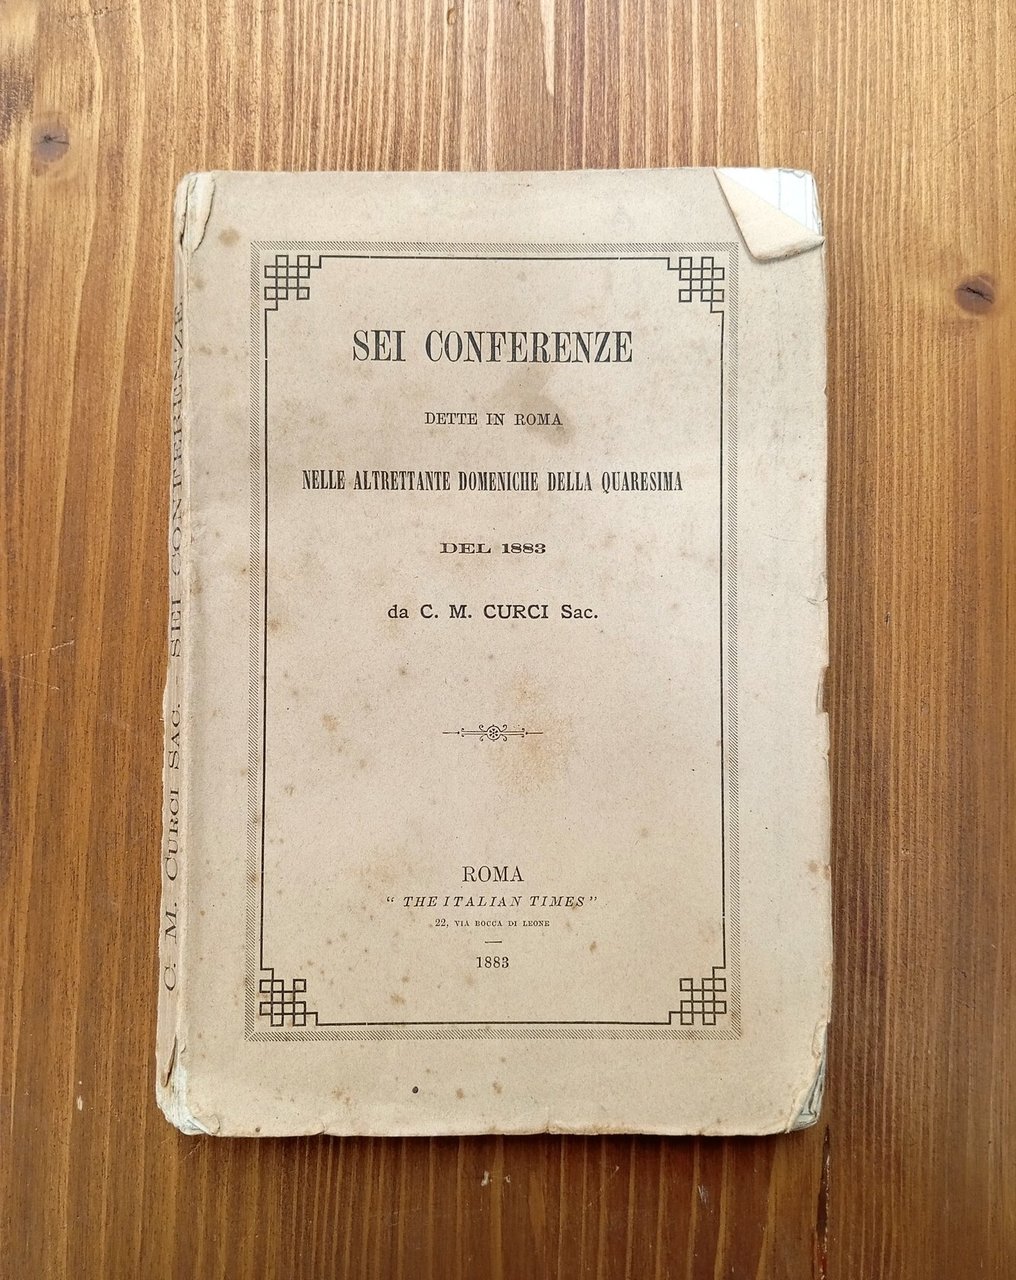 SEI CONFERENZE
DETTE IN ROMA
NELLE ALTRETTANTE DOMENICHE DELLA QUARESIMA
DEL 1883
da C. M. CURCI Sac.
ROMA
“ THE ITALIAN TIMES”
22, VIA BOCCA DI LEONE
1883
C. M. CURCI SAC. — SEI CONFERENZE